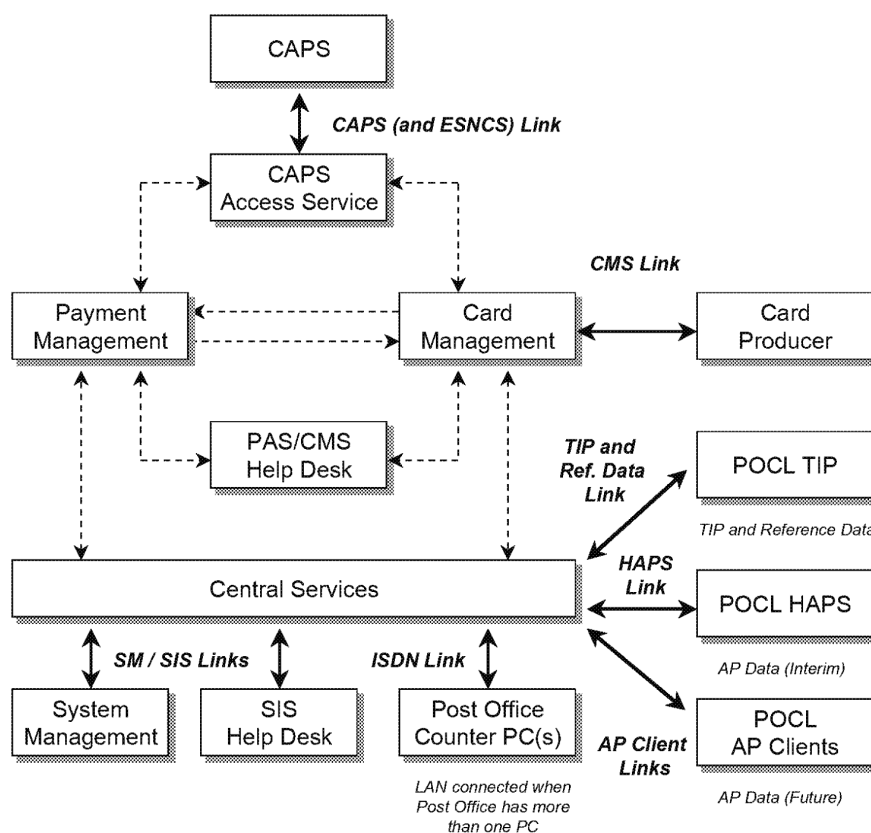 CAPS
CAPS (and ESNCS) Link
CAPS
Access Service
CMS Link
Payment
Management
Card
Management
Card
Producer
PAS/CMS
Help Desk
TIP and
Ref. Data
Link
POCL TIP
TIP and Reference Data
Central Services
HAPS
Link
POCL HAPS
AP Data (Interim)
SM / SIS Links
ISDN Link
System
Management
SIS
Help Desk
Post Office
Counter PC(s)
LAN connected when
Post Office has more
than one PC
AP Client
Links
POCL
AP Clients
AP Data (Future)